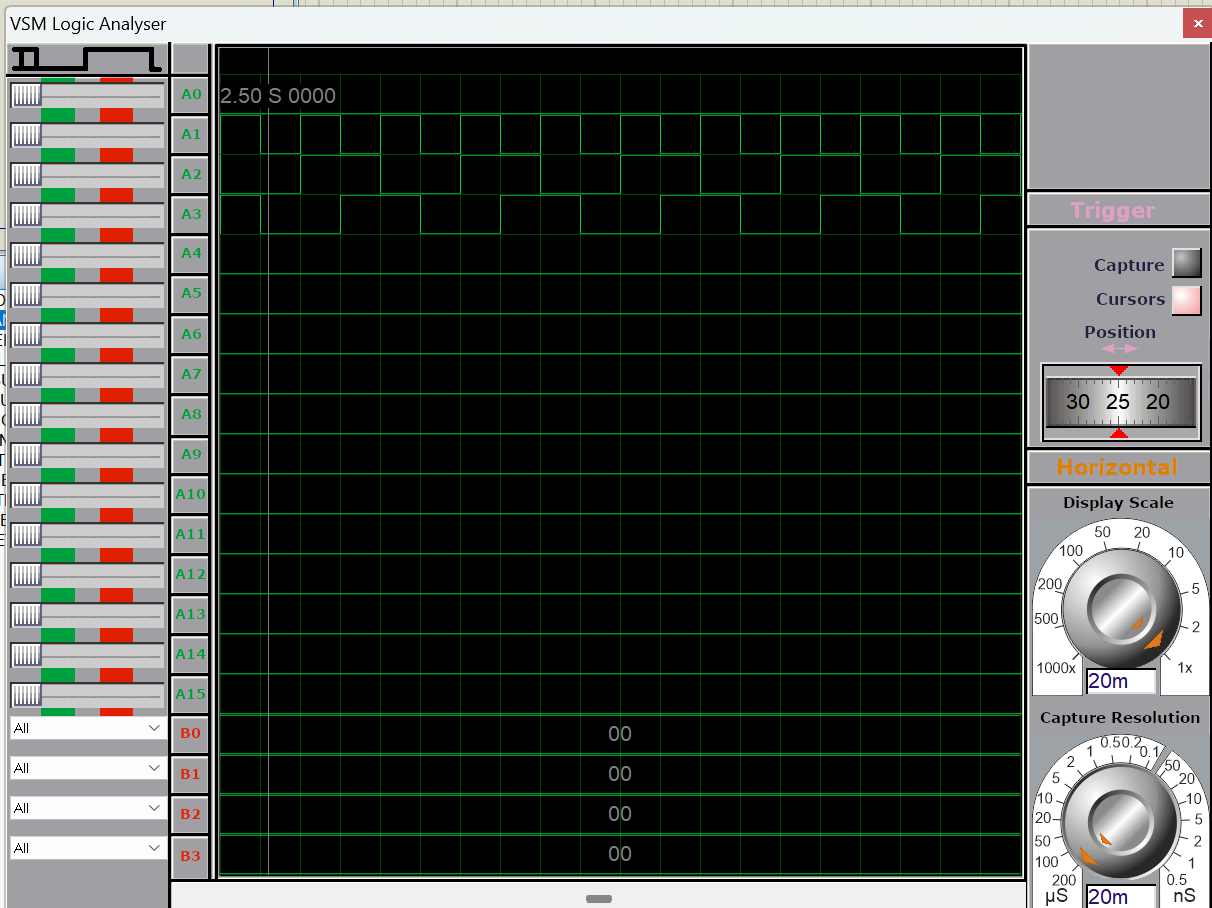 VSM Logic Analyser
A0
2.50 S 0000
A1
A2
A3
A4
A5
A6
A7
A8
A9
A10
A11
A12
A13
A14
A15
All
B0
00
All
B1
00
All
B2
00
All
B3
00
Trigger
Capture
Cursors
Position
30 25 20
Horizontal
Display Scale
1000x 500 200 100 50 20 10 5 2 1x
20m
Capture Resolution
200 100 50 20 10 5 2 1 0.5 0.2 0.1 50 20 10 5 2 1 0.5
µS nS
20m